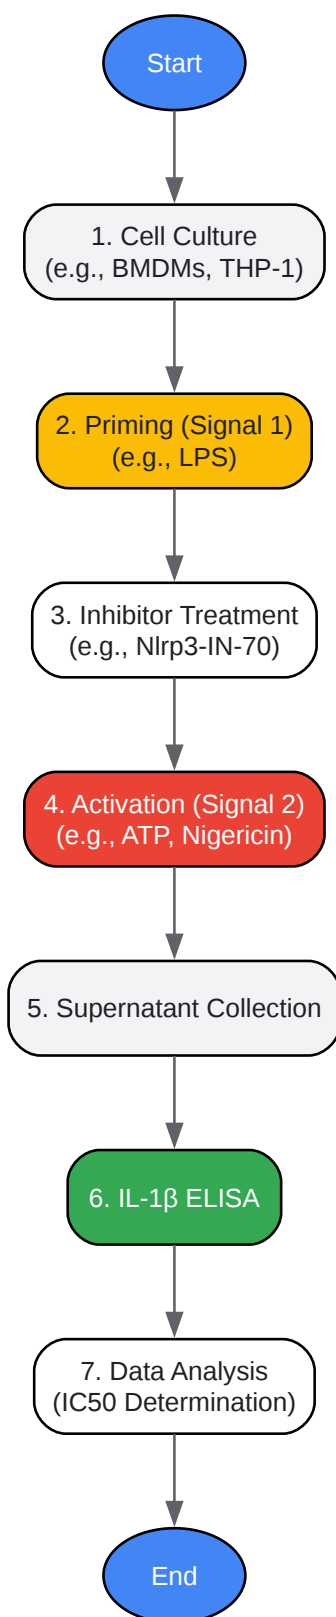 Start
1. Cell Culture
(e.g., BMDMs, THP-1)
2. Priming (Signal 1)
(e.g., LPS)
3. Inhibitor Treatment
(e.g., Nlrp3-IN-70)
4. Activation (Signal 2)
(e.g., ATP, Nigericin)
5. Supernatant Collection
6. IL-1β ELISA
7. Data Analysis
(IC50 Determination)
End